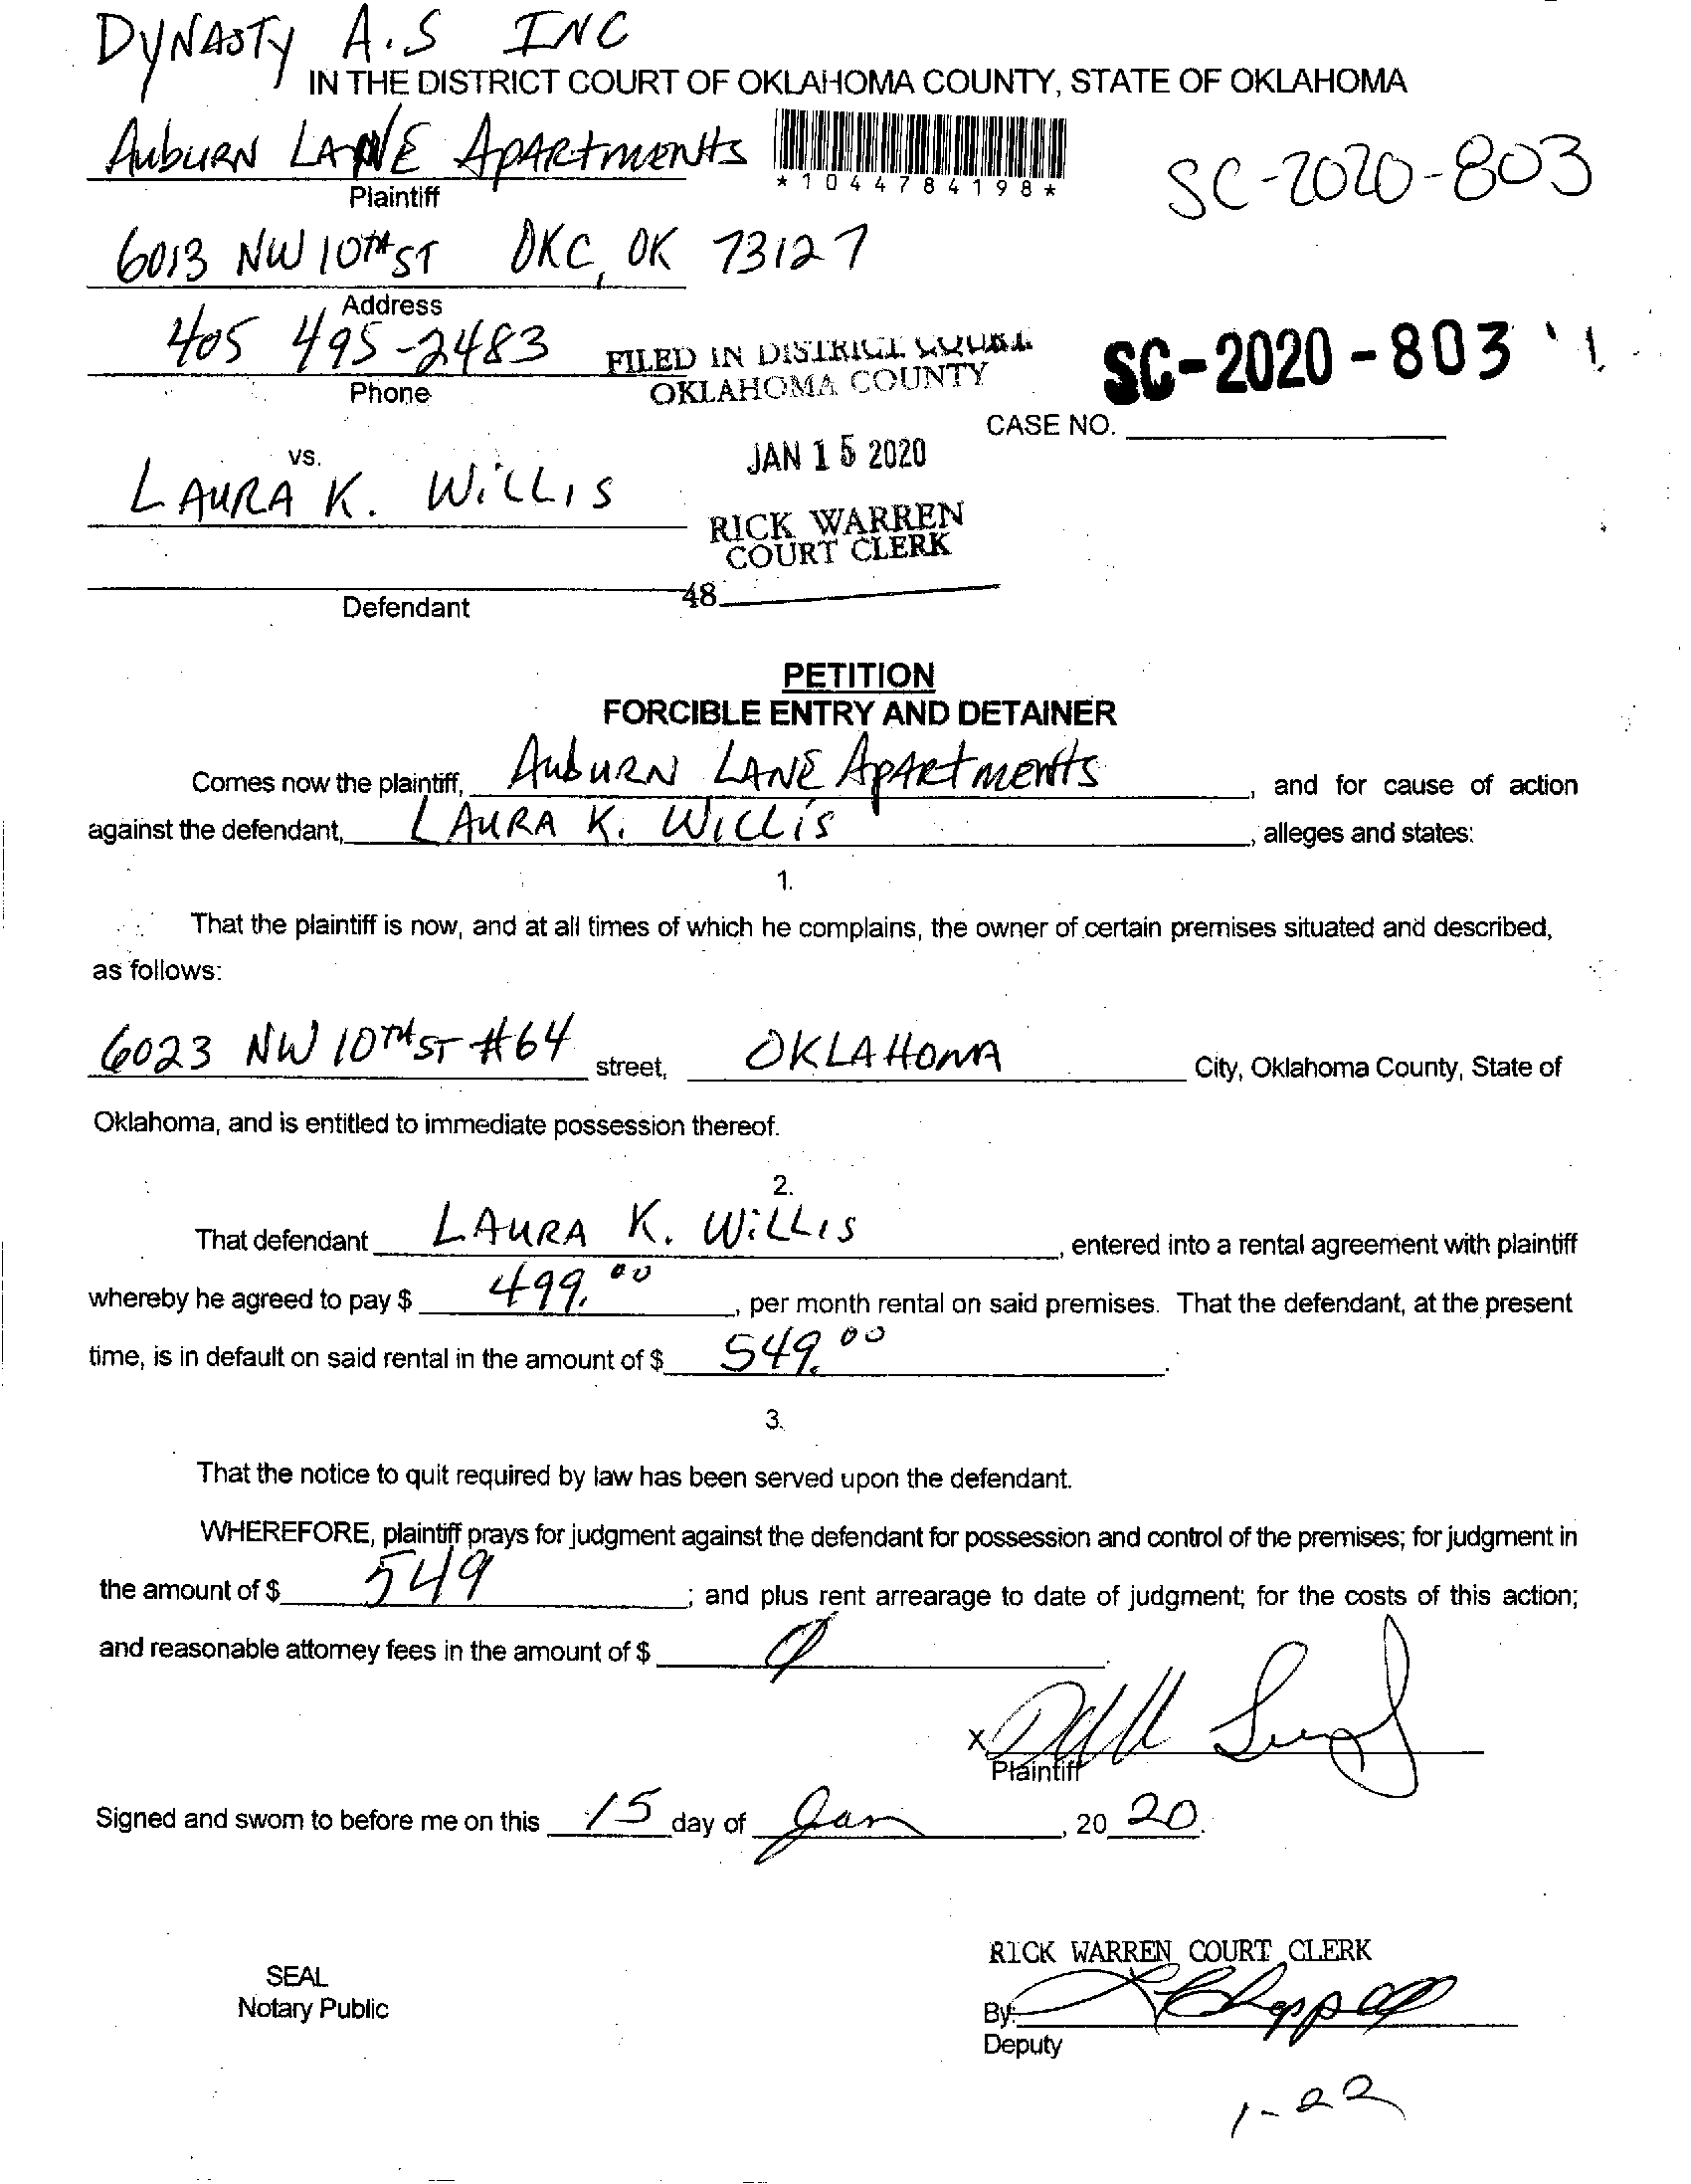 DYNASTY A.S INC
IN THE DISTRICT COURT OF OKLAHOMA COUNTY, STATE OF OKLAHOMA
AUBURN LANE APARTMENTS
*1044784198*
SC-2020-803
Plaintiff
6013 NW 10TH ST OKC, OK 73127
Address
405 495-2483
FILED IN DISTRICT COURT
OKLAHOMA COUNTY
SC-2020-803
Phone
CASE NO.
JAN 15 2020
vs.
LAURA K. WILLIS
RICK WARREN
COURT CLERK
48
Defendant
PETITION
FORCIBLE ENTRY AND DETAINER
Comes now the plaintiff, AUBURN LANE APARTMENTS, and for cause of action
against the defendant, LAURA K. WILLIS, alleges and states:
1.
That the plaintiff is now, and at all times of which he complains, the owner of certain premises situated and described,
as follows:
6023 NW 10TH ST #64 street, OKLAHOMA City, Oklahoma County, State of
Oklahoma, and is entitled to immediate possession thereof.
2.
That defendant LAURA K. WILLIS, entered into a rental agreement with plaintiff
whereby he agreed to pay $ 499.00, per month rental on said premises. That the defendant, at the present
time, is in default on said rental in the amount of $ 549.00.
3.
That the notice to quit required by law has been served upon the defendant.
WHEREFORE, plaintiff prays for judgment against the defendant for possession and control of the premises; for judgment in
the amount of $ 549; and plus rent arrearage to date of judgment; for the costs of this action;
and reasonable attorney fees in the amount of $
X
Plaintiff
Signed and sworn to before me on this 15 day of Jan, 20 20.
RICK WARREN COURT CLERK
SEAL
Notary Public
By:
Deputy
1-22